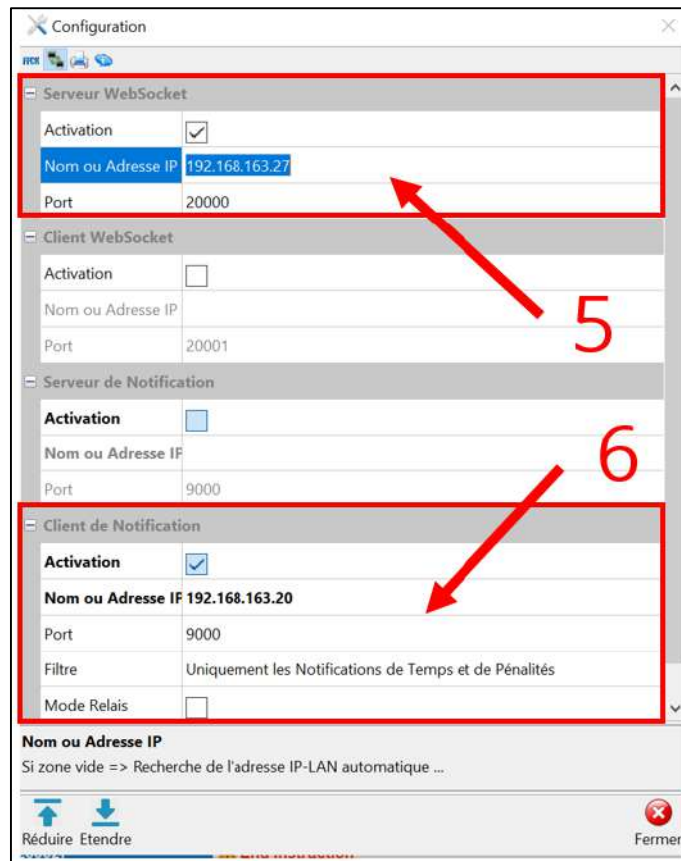 Configuration
FFCK
Serveur WebSocket
Activation
Nom ou Adresse IP 192.168.163.27
Port 20000
5
Client WebSocket
Activation
Nom ou Adresse IP
Port 20001
Serveur de Notification
Activation
Nom ou Adresse IP
Port 9000
6
Client de Notification
Activation
Nom ou Adresse IP 192.168.163.20
Port 9000
Filtre Uniquement les Notifications de Temps et de Pénalités
Mode Relais
Nom ou Adresse IP
Si zone vide => Recherche de l'adresse IP-LAN automatique ...
Réduire Etendre Fermer